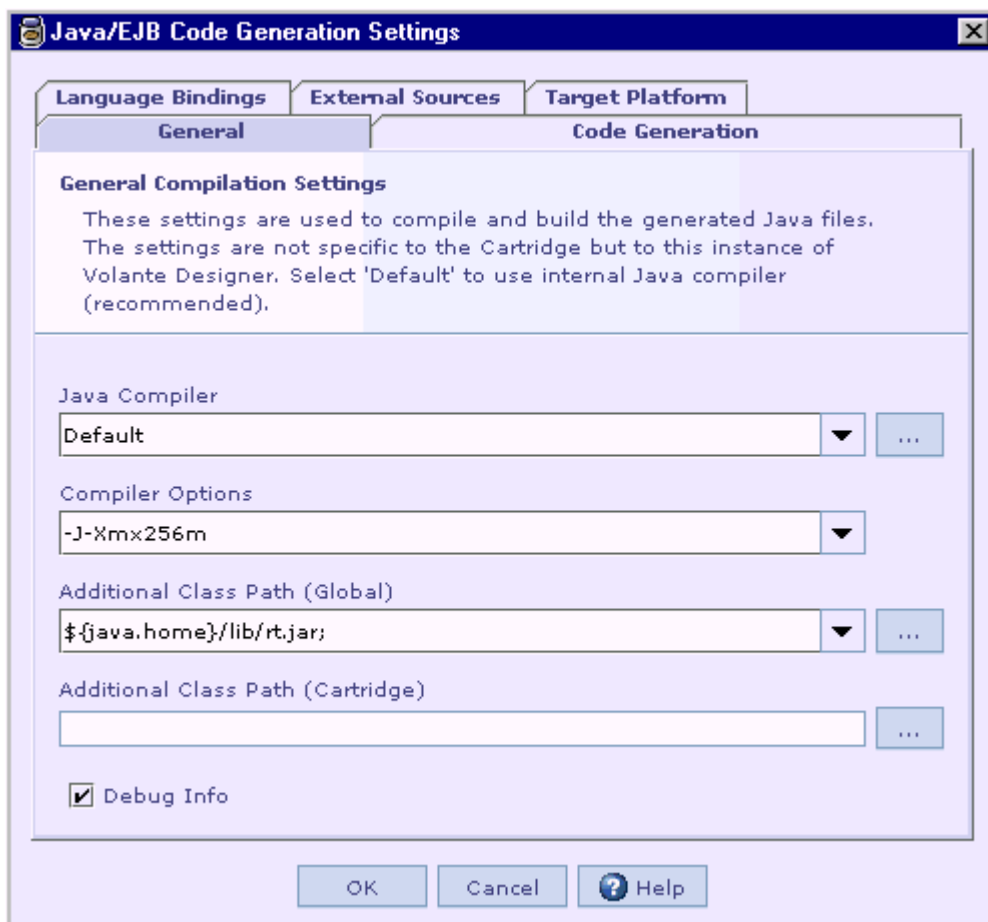 Java/EJB Code Generation Settings
Language Bindings External Sources Target Platform
General Code Generation
General Compilation Settings
These settings are used to compile and build the generated Java files.
The settings are not specific to the Cartridge but to this instance of
Volante Designer. Select 'Default' to use internal Java compiler
(recommended).
Java Compiler
Default ...
Compiler Options
-J-Xmx256m
Additional Class Path (Global)
${java.home}/lib/rt.jar; ...
Additional Class Path (Cartridge)
...
Debug Info
OK Cancel ? Help